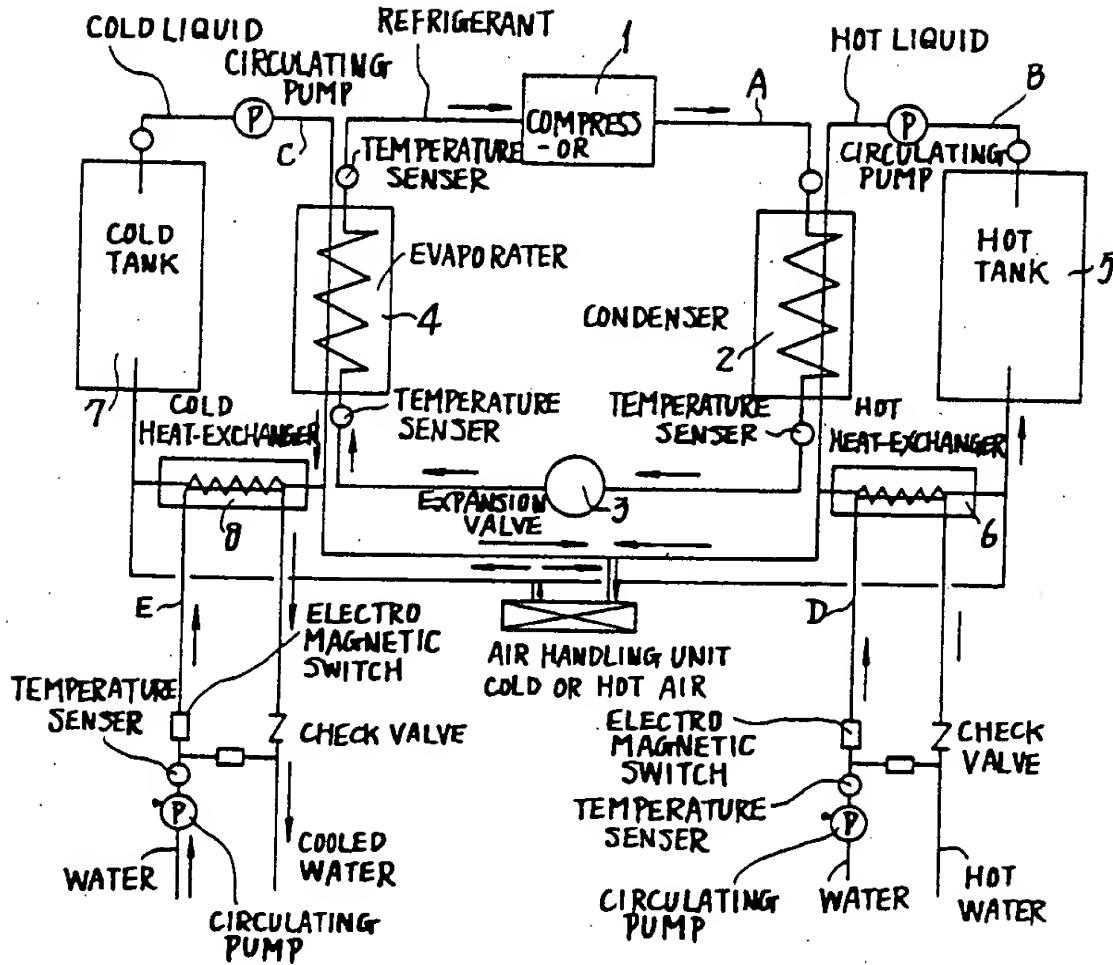 COLD LIQUID
REFRIGERANT
1
HOT LIQUID
CIRCULATING
PUMP
A
B
P
C
COMPRESS
-OR
P
CIRCULATING
PUMP
TEMPERATURE
SENSER
COLD
TANK
EVAPORATER
4
CONDENSER
2
HOT
TANK
5
7
COLD
HEAT-EXCHANGER
TEMPERATURE
SENSER
TEMPERATURE
SENSER
HOT
HEAT-EXCHANGER
8
EXPANSION
VALVE
3
6
E
D
ELECTRO
MAGNETIC
SWITCH
AIR HANDLING UNIT
COLD OR HOT AIR
TEMPERATURE
SENSER
CHECK VALVE
ELECTRO
MAGNETIC
SWITCH
CHECK
VALVE
TEMPERATURE
SENSER
P
P
WATER
COOLED
WATER
CIRCULATING
PUMP
CIRCULATING
PUMP
WATER
HOT
WATER